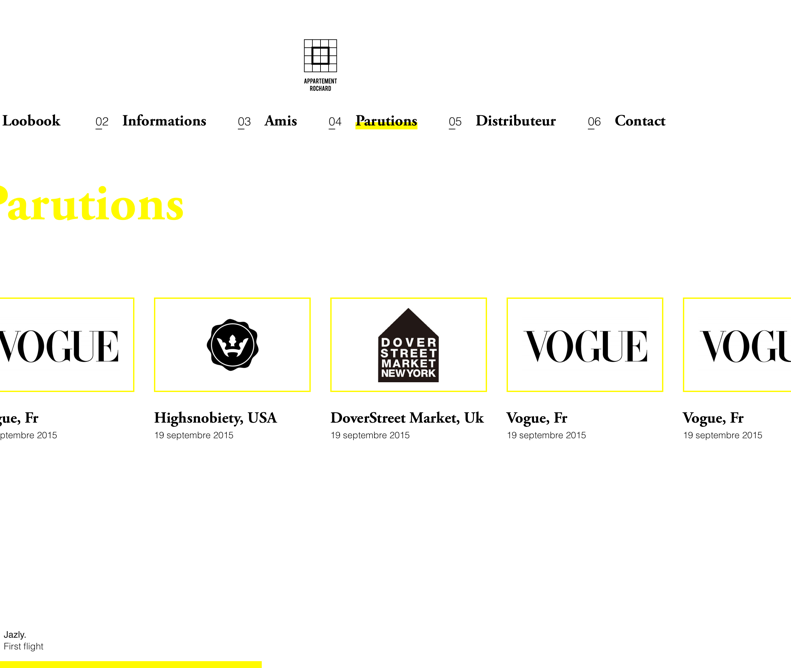 APPARTEMENT
ROCHARD
Loobook 02 Informations 03 Amis 04 Parutions 05 Distributeur 06 Contact
Parutions
VOGUE
DOVER
STREET
MARKET
NEW YORK
VOGUE
VOGU
gue, Fr Highsnobiety, USA DoverStreet Market, Uk Vogue, Fr Vogue, Fr
ptembre 2015 19 septembre 2015 19 septembre 2015 19 septembre 2015 19 septembre 2015
Jazly.
First flight